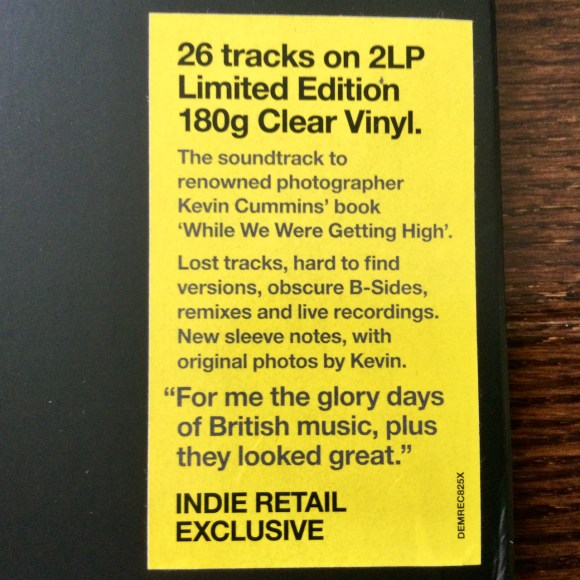 26 tracks on 2LP
Limited Edition
180g Clear Vinyl.
The soundtrack to
renowned photographer
Kevin Cummins’ book
‘While We Were Getting High’.
Lost tracks, hard to find
versions, obscure B-Sides,
remixes and live recordings.
New sleeve notes, with
original photos by Kevin.
“For me the glory days
of British music, plus
they looked great.”
INDIE RETAIL
EXCLUSIVE
DEMREC825X